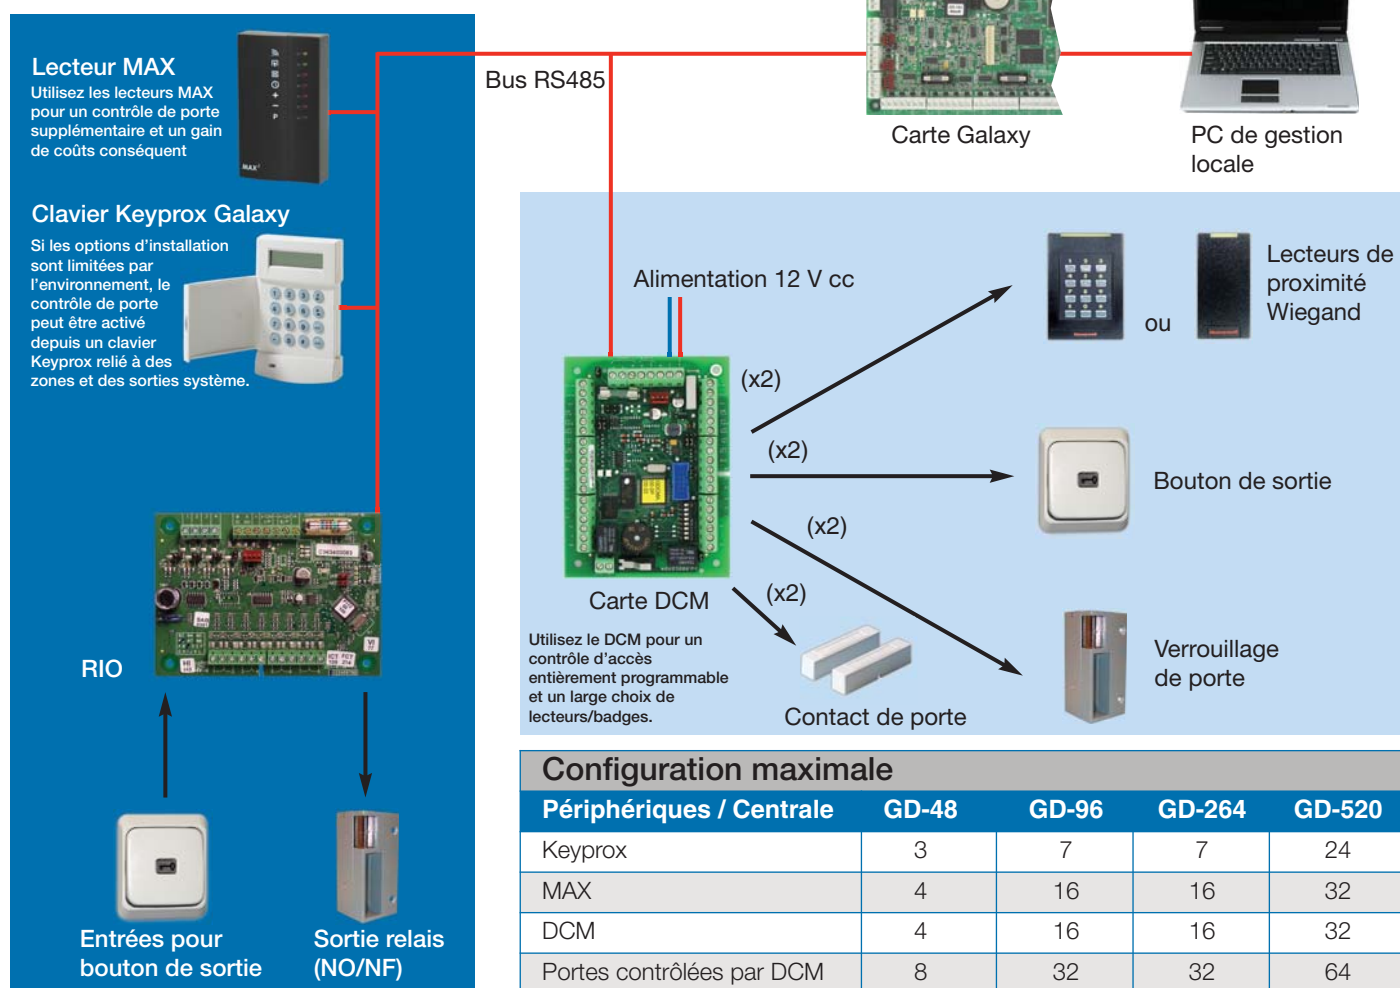 Lecteur MAX
Utilisez les lecteurs MAX
pour un contrôle de porte
supplémentaire et un gain
de coûts conséquent
MAX³
Clavier Keyprox Galaxy
Si les options d'installation
sont limitées par
l'environnement, le
contrôle de porte
peut être activé
depuis un clavier
Keyprox relié à des
zones et des sorties système.
RIO
Entrées pour
bouton de sortie
Sortie relais
(NO/NF)
Bus RS485
Carte Galaxy
PC de gestion
locale
Alimentation 12 V cc
(x2)
ou
Lecteurs de
proximité
Wiegand
(x2)
Bouton de sortie
(x2)
Verrouillage
de porte
(x2)
Contact de porte
Carte DCM
Utilisez le DCM pour un
contrôle d'accès
entièrement programmable
et un large choix de
lecteurs/badges.
Configuration maximale
Périphériques / Centrale GD-48 GD-96 GD-264 GD-520
Keyprox 3 7 7 24
MAX 4 16 16 32
DCM 4 16 16 32
Portes contrôlées par DCM 8 32 32 64